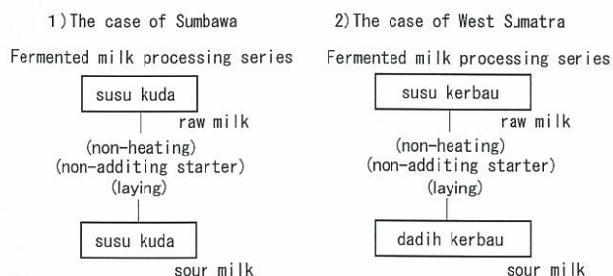 1)The case of Sumbawa
Fermented milk processing series
susu kuda
raw milk
(non-heating)
(non-additing starter)
(laying)
susu kuda
sour milk
2)The case of West Sumatra
Fermented milk processing series
susu kerbau
raw milk
(non-heating)
(non-additing starter)
(laying)
dadih kerbau
sour milk